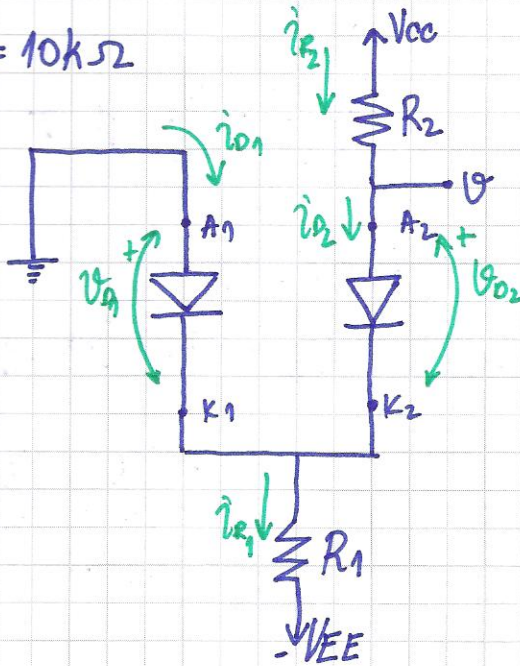 = 10kΩ
iR2
Vcc
R2
iD1
v
A1
iD2
A2
+
+
vD1
vD2
K1
K2
iR1
R1
-VEE